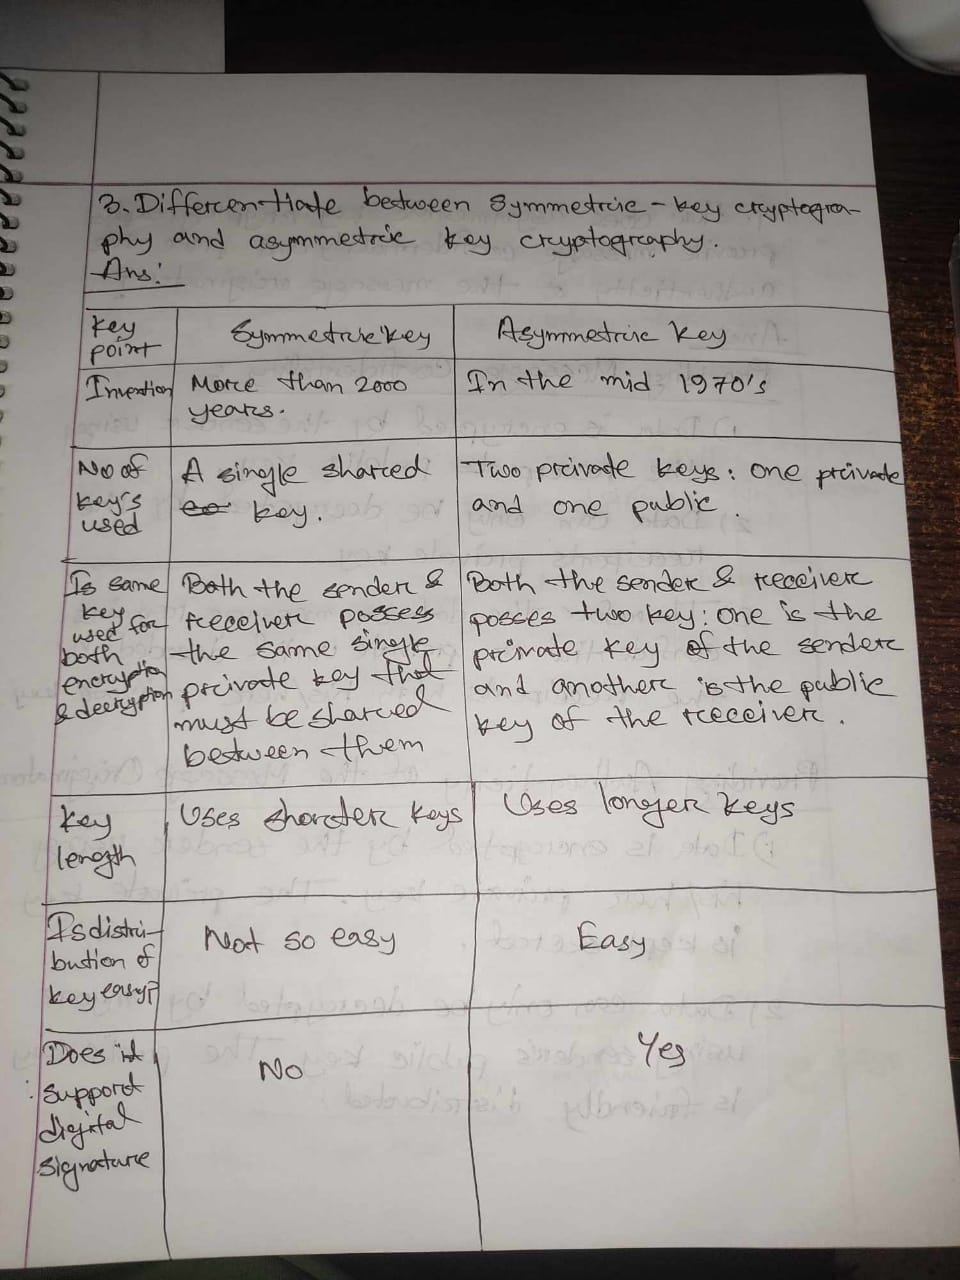 3. Differentiate between Symmetric-key cryptogra-
phy and asymmetric key cryptography.
Ans:
Key point
Symmetric key
Asymmetric Key
Invention
More than 2000
years.
In the mid 1970's
No of
key's
used
A single shared
key.
Two private keys: one private
and one public.
Is same
key
used for
both
encryption
& decryption
Both the sender &
receiver possess
the same single
private key that
must be shared
between them
Both the sender & receiver
posses two key: one is the
private key of the sender
and another is the public
key of the receiver.
Key
length
Uses shorter keys
Uses longer keys
Is distri-
bution of
key easy?
Not so easy
Easy
Does it
support
digital
signature
No
Yes